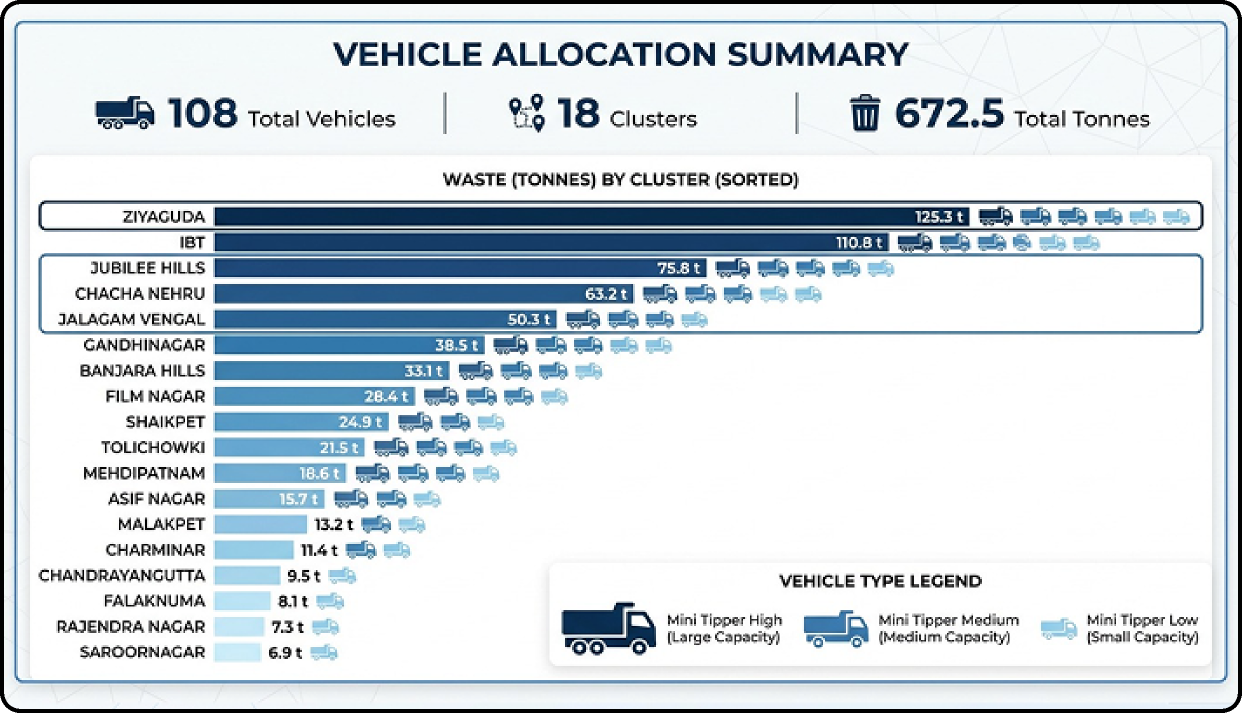 VEHICLE ALLOCATION SUMMARY
108 Total Vehicles
18 Clusters
672.5 Total Tonnes
WASTE (TONNES) BY CLUSTER (SORTED)
ZIYAGUDA 125.3 t
IBT 110.8 t
JUBILEE HILLS 75.8 t
CHACHA NEHRU 63.2 t
JALAGAM VENGAL 50.3 t
GANDHINAGAR 38.5 t
BANJARA HILLS 33.1 t
FILM NAGAR 28.4 t
SHAIKPET 24.9 t
TOLICHOWKI 21.5 t
MEHDIPATNAM 18.6 t
ASIF NAGAR 15.7 t
MALAKPET 13.2 t
CHARMINAR 11.4 t
CHANDRAYANGUTTA 9.5 t
FALAKNUMA 8.1 t
RAJENDRA NAGAR 7.3 t
SAROORNAGAR 6.9 t
VEHICLE TYPE LEGEND
Mini Tipper High
(Large Capacity)
Mini Tipper Medium
(Medium Capacity)
Mini Tipper Low
(Small Capacity)